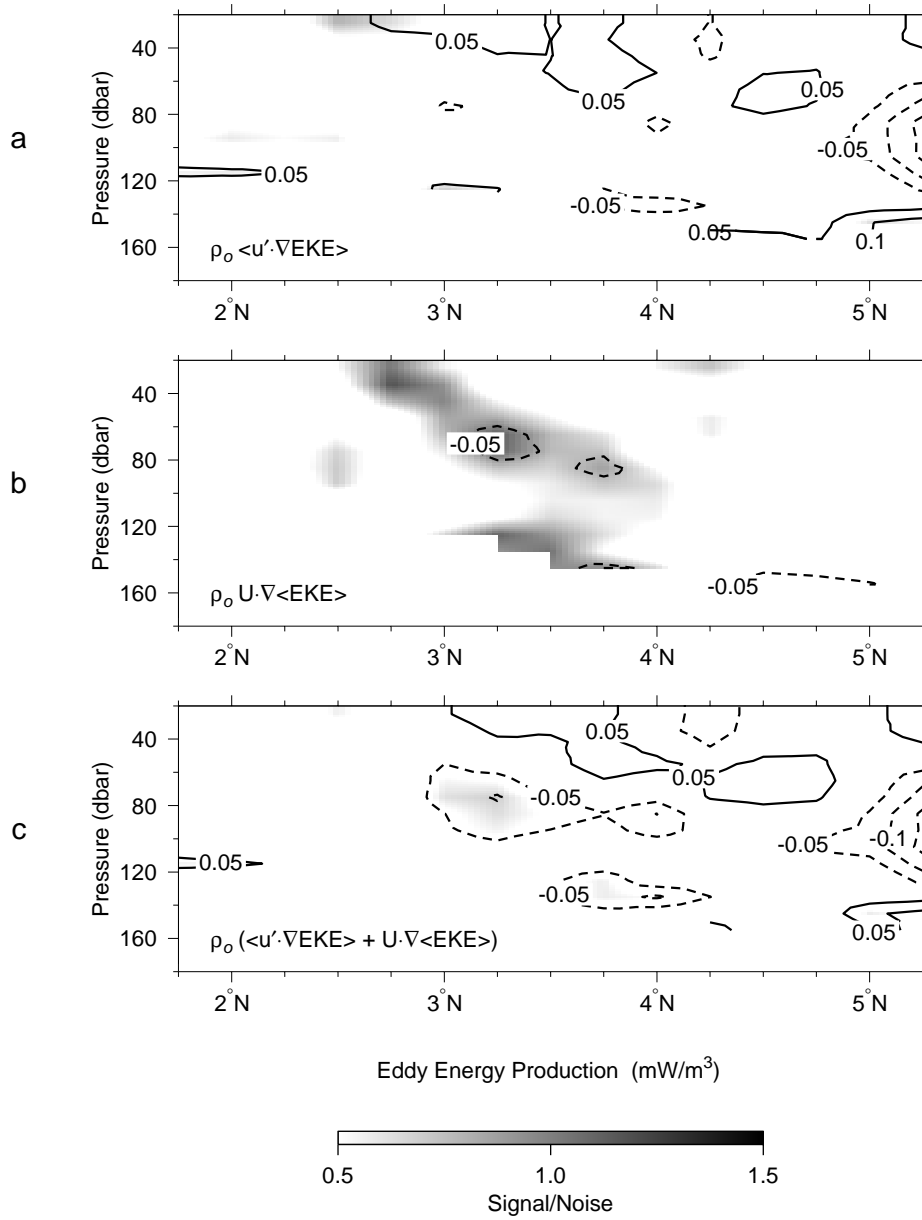 40
80
120
160
Pressure (dbar)
a
0.05
0.05
0.05
-0.05
0.05
-0.05
0.05
0.1
ρo <u′·∇EKE>
2°N
3°N
4°N
5°N
40
80
120
160
Pressure (dbar)
b
-0.05
-0.05
ρo U·∇<EKE>
2°N
3°N
4°N
5°N
40
80
120
160
Pressure (dbar)
c
0.05
0.05
-0.05
-0.05
-0.1
0.05
-0.05
0.05
ρo (<u′·∇EKE> + U·∇<EKE>)
2°N
3°N
4°N
5°N
Eddy Energy Production (mW/m³)
0.5
1.0
1.5
Signal/Noise